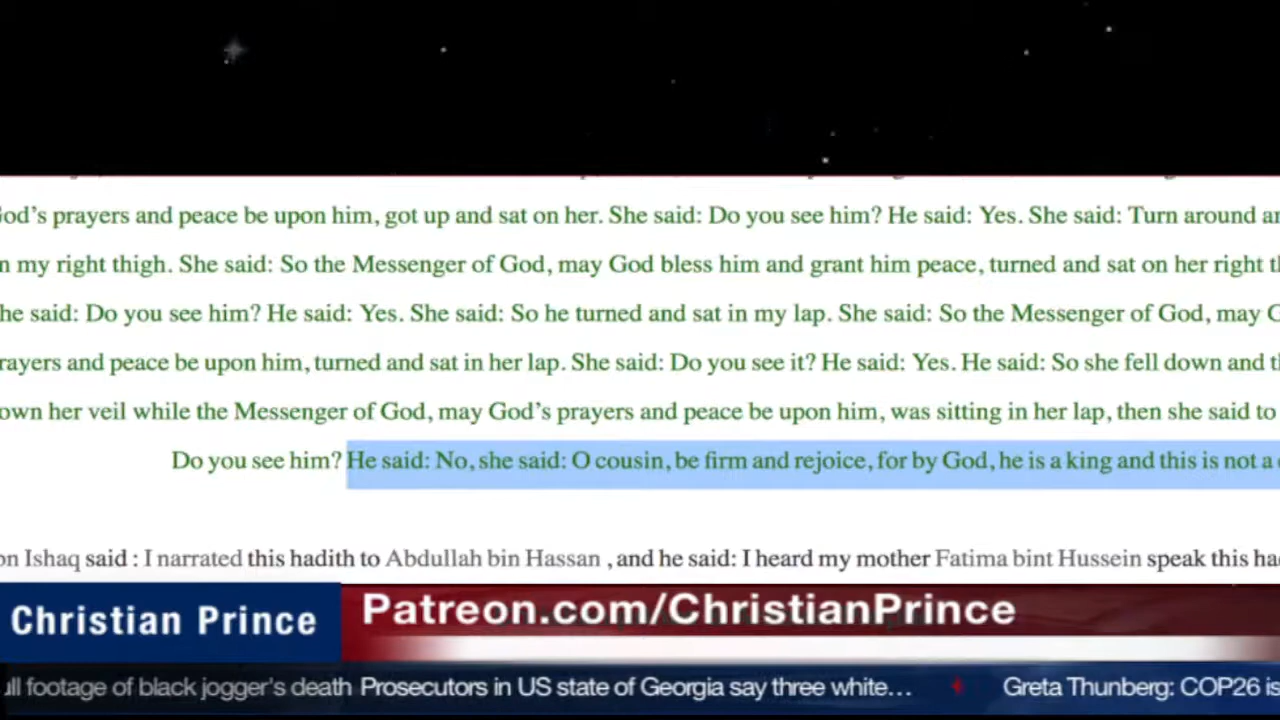 God's prayers and peace be upon him, got up and sat on her. She said: Do you see him? He said: Yes. She said: Turn around
my right thigh. She said: So the Messenger of God, may God bless him and grant him peace, turned and sat on her right
said: Do you see him? He said: Yes. She said: So he turned and sat in my lap. She said: So the Messenger of God, may
prayers and peace be upon him, turned and sat in her lap. She said: Do you see it? He said: Yes. He said: So she fell down and
her veil while the Messenger of God, may God's prayers and peace be upon him, was sitting in her lap, then she said to
Do you see him? He said: No, she said: O cousin, be firm and rejoice, for by God, he is a king and this is not a
Ishaq said : I narrated this hadith to Abdullah bin Hassan , and he said: I heard my mother Fatima bint Hussein speak this
Christian Prince
Patreon.com/ChristianPrince
footage of black jogger's death Prosecutors in US state of Georgia say three white... Greta Thunberg: COP26